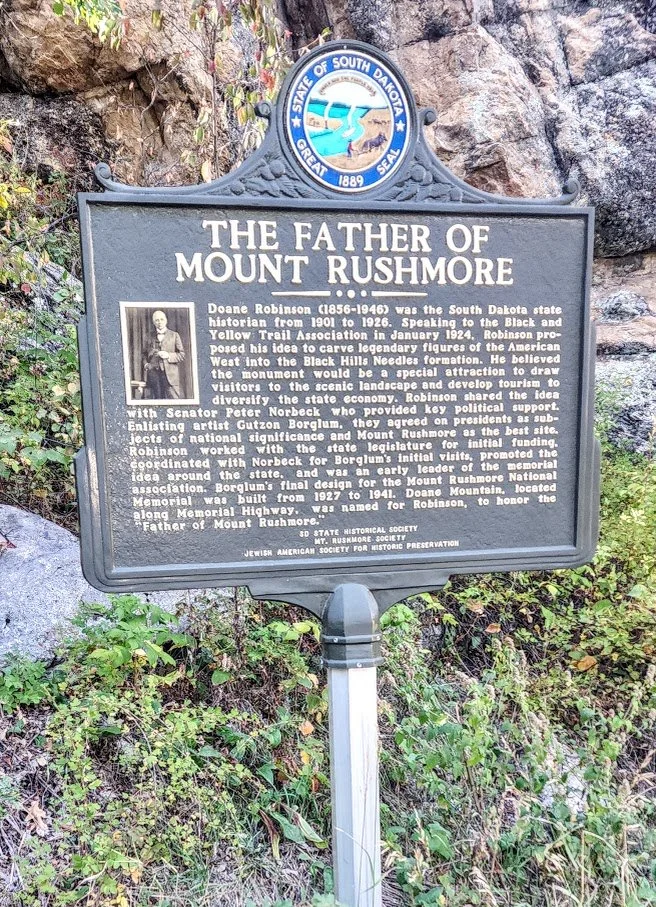 STATE OF SOUTH DAKOTA
GREAT SEAL
1889
THE FATHER OF
MOUNT RUSHMORE
Doane Robinson (1856-1946) was the South Dakota state
historian from 1901 to 1926. Speaking to the Black and
Yellow Trail Association in January 1924, Robinson pro-
posed his idea to carve legendary figures of the American
West into the Black Hills Needles formation. He believed
the monument would be a special attraction to draw
visitors to the scenic landscape and develop tourism to
diversify the state economy. Robinson shared the idea
with Senator Peter Norbeck who provided key political support.
Enlisting artist Gutzon Borglum, they agreed on presidents as sub-
jects of national significance and Mount Rushmore as the best site.
Robinson worked with the state legislature for initial funding,
coordinated with Norbeck for Borglum's initial visits, promoted the
idea around the state, and was an early leader of the memorial
association. Borglum's final design for the Mount Rushmore National
Memorial was built from 1927 to 1941. Doane Mountain, located
along Memorial Highway, was named for Robinson, to honor the
"Father of Mount Rushmore."
SD STATE HISTORICAL SOCIETY
MT. RUSHMORE SOCIETY
JEWISH AMERICAN SOCIETY FOR HISTORIC PRESERVATION